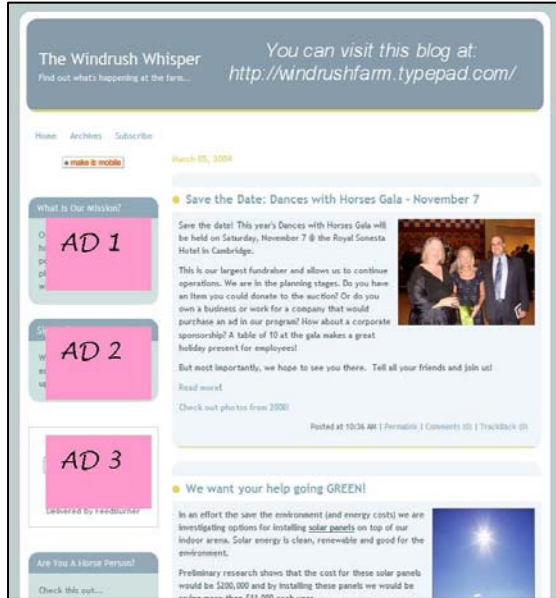 The Windrush Whisper
Find out what's happening at the farm...
You can visit this blog at:
http://windrushfarm.typepad.com/
Home Archives Subscribe
make it mobile
What Is Our Mission?
AD 1
AD 2
AD 3
Delivered by FeedBurner
Are You A Horse Person?
Check this out...
Save the Date: Dances with Horses Gala - November 7
Save the date! This year's Dances with Horses Gala will
be held on Saturday, November 7 @ the Royal Sonesta
Hotel in Cambridge.
This is our largest fundraiser and allows us to continue
operations. We are in the planning stages. Do you have
an item you could donate to the auction? Or do you
own a business or work for a company that would
purchase an ad in our program? How about a corporate
sponsorship? A table of 10 at the gala makes a great
holiday present for employees!
But most importantly, we hope to see you there. Tell all your friends and join us!
Read more!
Check out photos from 2008!
Posted at 10:36 AM | Permalink | Comments (0) | TrackBack (0)
We want your help going GREEN!
In an effort the save the environment (and energy costs) we are
investigating options for installing solar panels on top of our
indoor arena. Solar energy is clean, renewable and good for the
environment.
Preliminary research shows that the cost for these solar panels
would be $200,000 and by installing these panels we would be